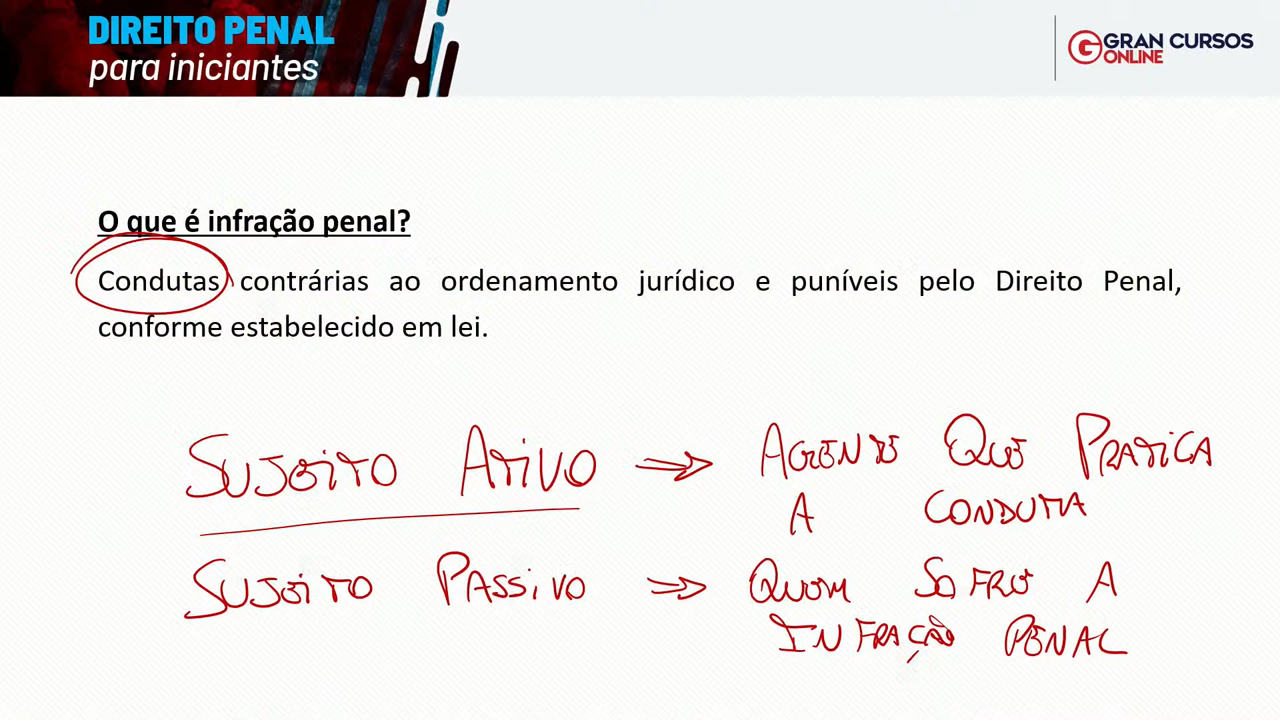 DIREITO PENAL
para iniciantes
GRAN CURSOS
ONLINE
O que é infração penal?
Condutas contrárias ao ordenamento jurídico e puníveis pelo Direito Penal,
conforme estabelecido em lei.
SUJEITO ATIVO ⇒ AGENTE QUE PRATICA
A CONDUTA
SUJEITO PASSIVO ⇒ QUEM SOFRE A
INFRAÇÃO PENAL